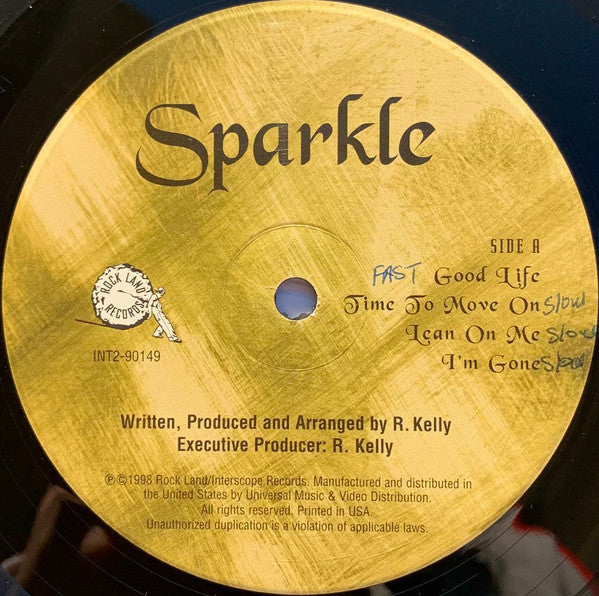 Sparkle
SIDE A
FAST Good Life
Time To Move On Slow
Lean On Me Slow
I'm Gone Slow
ROCK LAND
RECORDS
INT2-90149
Written, Produced and Arranged by R. Kelly
Executive Producer: R. Kelly
℗©1998 Rock Land/Interscope Records. Manufactured and distributed in
the United States by Universal Music & Video Distribution.
All rights reserved. Printed in USA.
Unauthorized duplication is a violation of applicable laws.